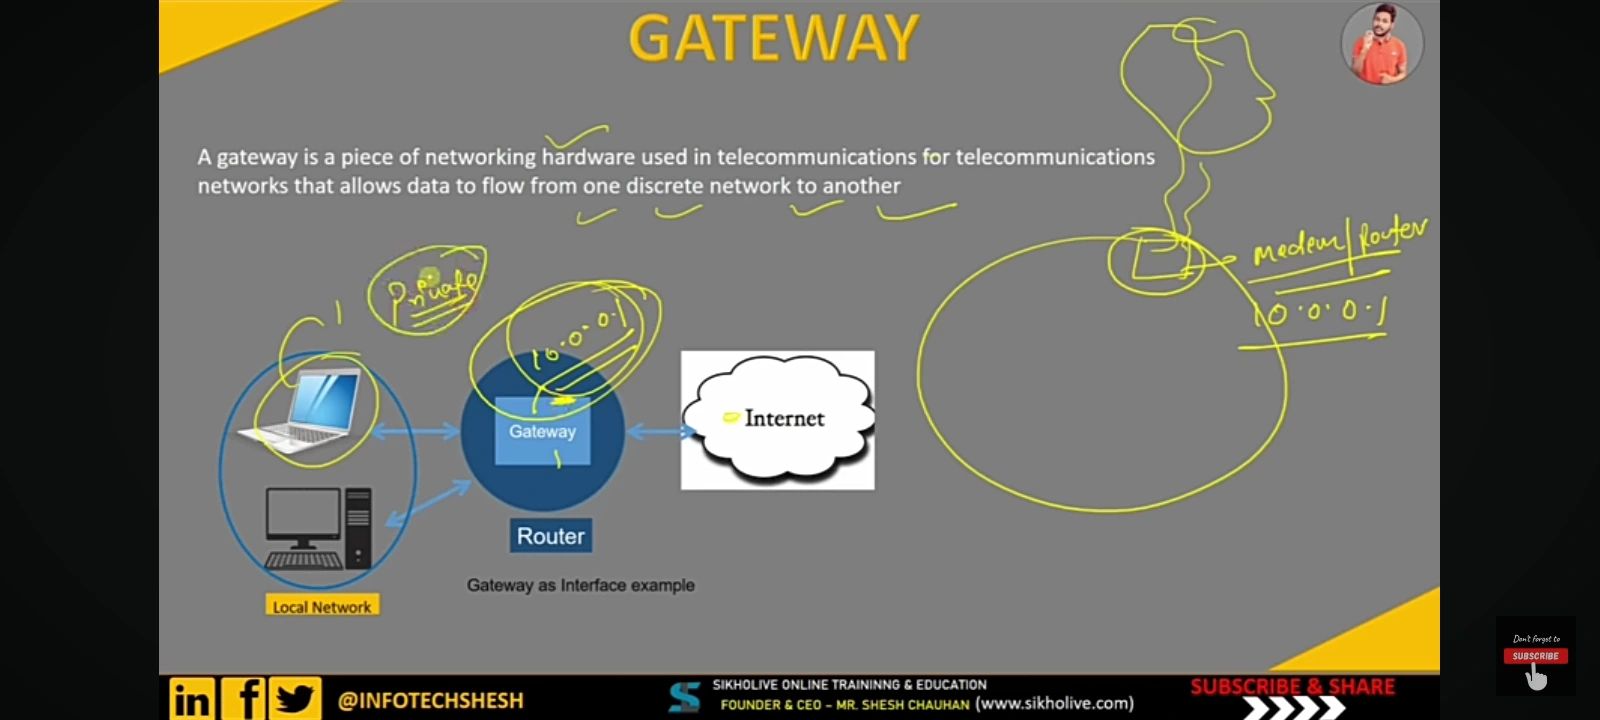 GATEWAY
A gateway is a piece of networking hardware used in telecommunications for telecommunications
networks that allows data to flow from one discrete network to another
Modem/Router
10.0.0.1
Private
10.0.0.1
Gateway
Internet
Router
Gateway as Interface example
Local Network
Don't forget to
SUBSCRIBE
in f @INFOTECHSHESH
S SIKHOLIVE ONLINE TRAININNG & EDUCATION
FOUNDER & CEO – MR. SHESH CHAUHAN (www.sikholive.com)
SUBSCRIBE & SHARE